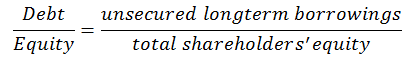 Debt / Equity = unsecured longterm borrowings / total shareholders' equity